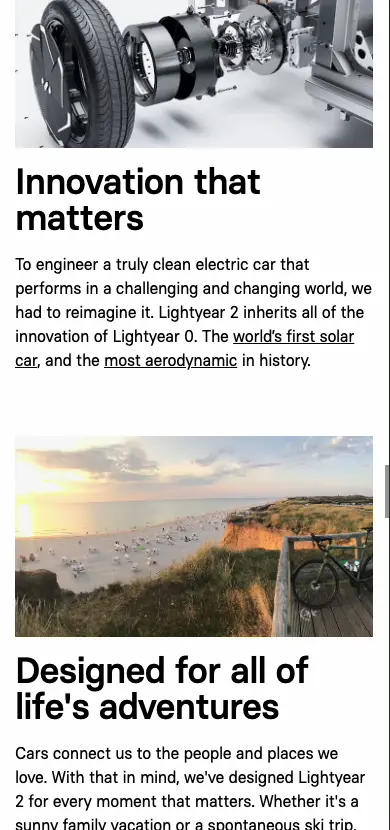 Innovation that
matters
To engineer a truly clean electric car that
performs in a challenging and changing world, we
had to reimagine it. Lightyear 2 inherits all of the
innovation of Lightyear 0. The world’s first solar
car, and the most aerodynamic in history.
Designed for all of
life's adventures
Cars connect us to the people and places we
love. With that in mind, we've designed Lightyear
2 for every moment that matters. Whether it's a
sunny family vacation or a spontaneous ski trip,